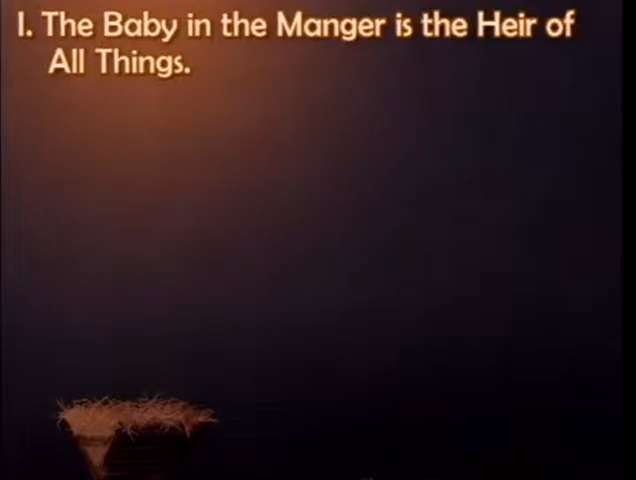 I. The Baby in the Manger is the Heir of
All Things.